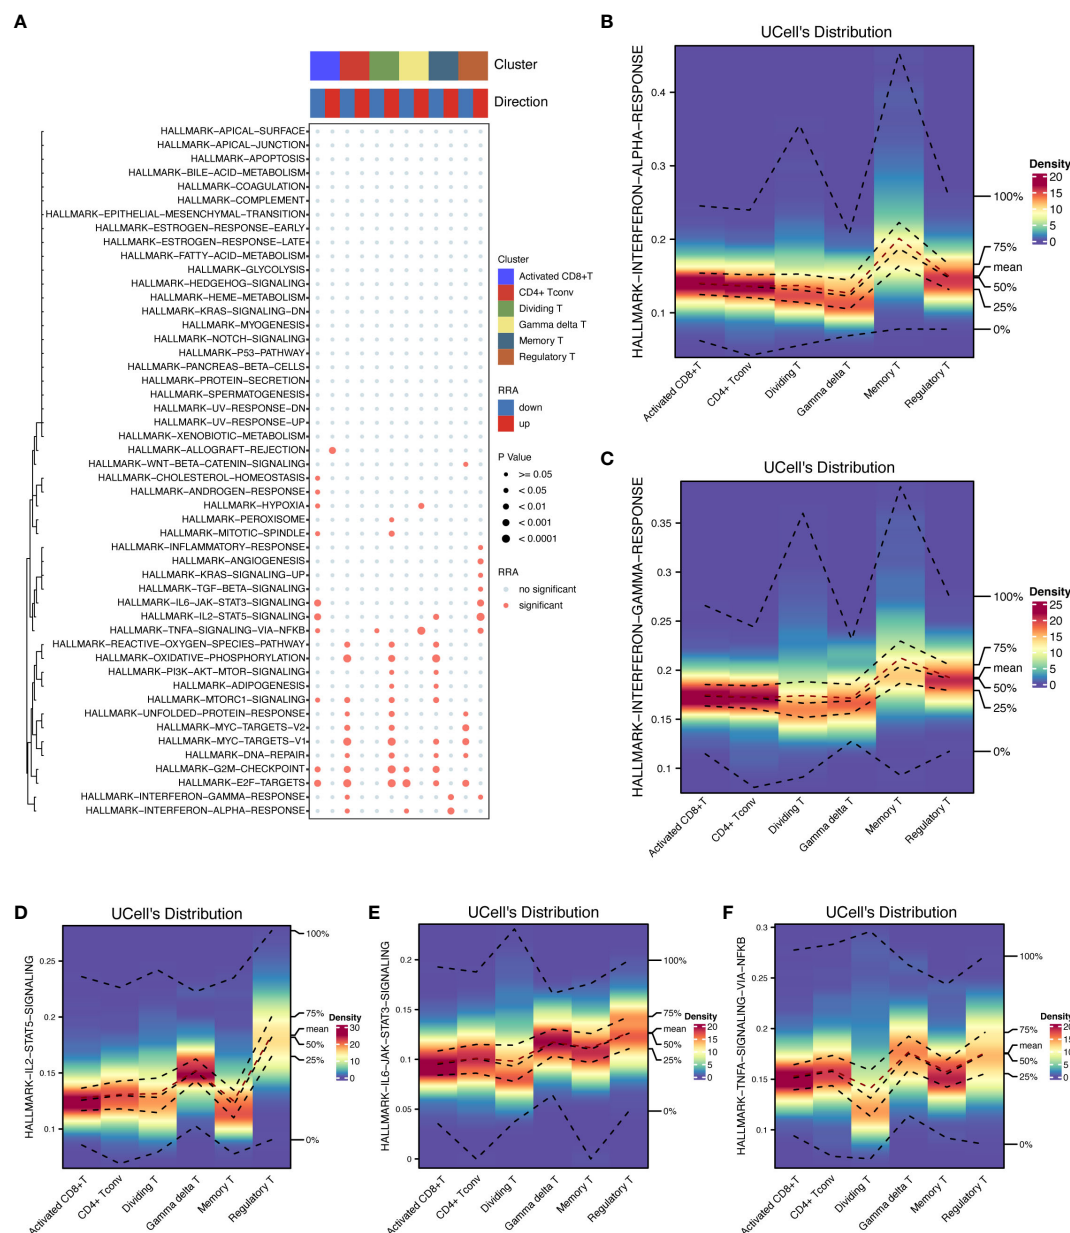 A
Cluster
Direction
HALLMARK−APICAL−SURFACE
HALLMARK−APICAL−JUNCTION
HALLMARK−APOPTOSIS
HALLMARK−BILE−ACID−METABOLISM
HALLMARK−COAGULATION
HALLMARK−COMPLEMENT
HALLMARK−EPITHELIAL−MESENCHYMAL−TRANSITION
HALLMARK−ESTROGEN−RESPONSE−EARLY
HALLMARK−ESTROGEN−RESPONSE−LATE
HALLMARK−FATTY−ACID−METABOLISM
HALLMARK−GLYCOLYSIS
HALLMARK−HEDGEHOG−SIGNALING
HALLMARK−HEME−METABOLISM
HALLMARK−KRAS−SIGNALING−DN
HALLMARK−MYOGENESIS
HALLMARK−NOTCH−SIGNALING
HALLMARK−P53−PATHWAY
HALLMARK−PANCREAS−BETA−CELLS
HALLMARK−PROTEIN−SECRETION
HALLMARK−SPERMATOGENESIS
HALLMARK−UV−RESPONSE−DN
HALLMARK−UV−RESPONSE−UP
HALLMARK−XENOBIOTIC−METABOLISM
HALLMARK−ALLOGRAFT−REJECTION
HALLMARK−WNT−BETA−CATENIN−SIGNALING
HALLMARK−CHOLESTEROL−HOMEOSTASIS
HALLMARK−ANDROGEN−RESPONSE
HALLMARK−HYPOXIA
HALLMARK−PEROXISOME
HALLMARK−MITOTIC−SPINDLE
HALLMARK−INFLAMMATORY−RESPONSE
HALLMARK−ANGIOGENESIS
HALLMARK−KRAS−SIGNALING−UP
HALLMARK−TGF−BETA−SIGNALING
HALLMARK−IL6−JAK−STAT3−SIGNALING
HALLMARK−IL2−STAT5−SIGNALING
HALLMARK−TNFA−SIGNALING−VIA−NFKB
HALLMARK−REACTIVE−OXYGEN−SPECIES−PATHWAY
HALLMARK−OXIDATIVE−PHOSPHORYLATION
HALLMARK−PI3K−AKT−MTOR−SIGNALING
HALLMARK−ADIPOGENESIS
HALLMARK−MTORC1−SIGNALING
HALLMARK−UNFOLDED−PROTEIN−RESPONSE
HALLMARK−MYC−TARGETS−V2
HALLMARK−MYC−TARGETS−V1
HALLMARK−DNA−REPAIR
HALLMARK−G2M−CHECKPOINT
HALLMARK−E2F−TARGETS
HALLMARK−INTERFERON−GAMMA−RESPONSE
HALLMARK−INTERFERON−ALPHA−RESPONSE
Cluster
Activated CD8+T
CD4+ Tconv
Dividing T
Gamma delta T
Memory T
Regulatory T
RRA
down
up
P Value
>= 0.05
< 0.05
< 0.01
< 0.001
< 0.0001
RRA
no significant
significant
B
UCell's Distribution
HALLMARK−INTERFERON−ALPHA−RESPONSE
0.4
0.3
0.2
0.1
100%
75%
mean
50%
25%
0%
Density
20
15
10
5
0
Activated CD8+T
CD4+ Tconv
Dividing T
Gamma delta T
Memory T
Regulatory T
C
UCell's Distribution
HALLMARK−INTERFERON−GAMMA−RESPONSE
0.35
0.3
0.25
0.2
0.15
0.1
100%
75%
mean
50%
25%
0%
Density
25
20
15
10
5
0
Activated CD8+T
CD4+ Tconv
Dividing T
Gamma delta T
Memory T
Regulatory T
D
UCell's Distribution
HALLMARK−IL2−STAT5−SIGNALING
0.25
0.2
0.15
0.1
100%
75%
mean
50%
25%
0%
Density
30
20
10
0
Activated CD8+T
CD4+ Tconv
Dividing T
Gamma delta T
Memory T
Regulatory T
E
UCell's Distribution
HALLMARK−IL6−JAK−STAT3−SIGNALING
0.2
0.15
0.1
0.05
0
100%
75%
mean
50%
25%
0%
Density
20
15
10
5
0
Activated CD8+T
CD4+ Tconv
Dividing T
Gamma delta T
Memory T
Regulatory T
F
UCell's Distribution
HALLMARK−TNFA−SIGNALING−VIA−NFKB
0.3
0.25
0.2
0.15
0.1
100%
75%
mean
50%
25%
0%
Density
20
15
10
5
0
Activated CD8+T
CD4+ Tconv
Dividing T
Gamma delta T
Memory T
Regulatory T